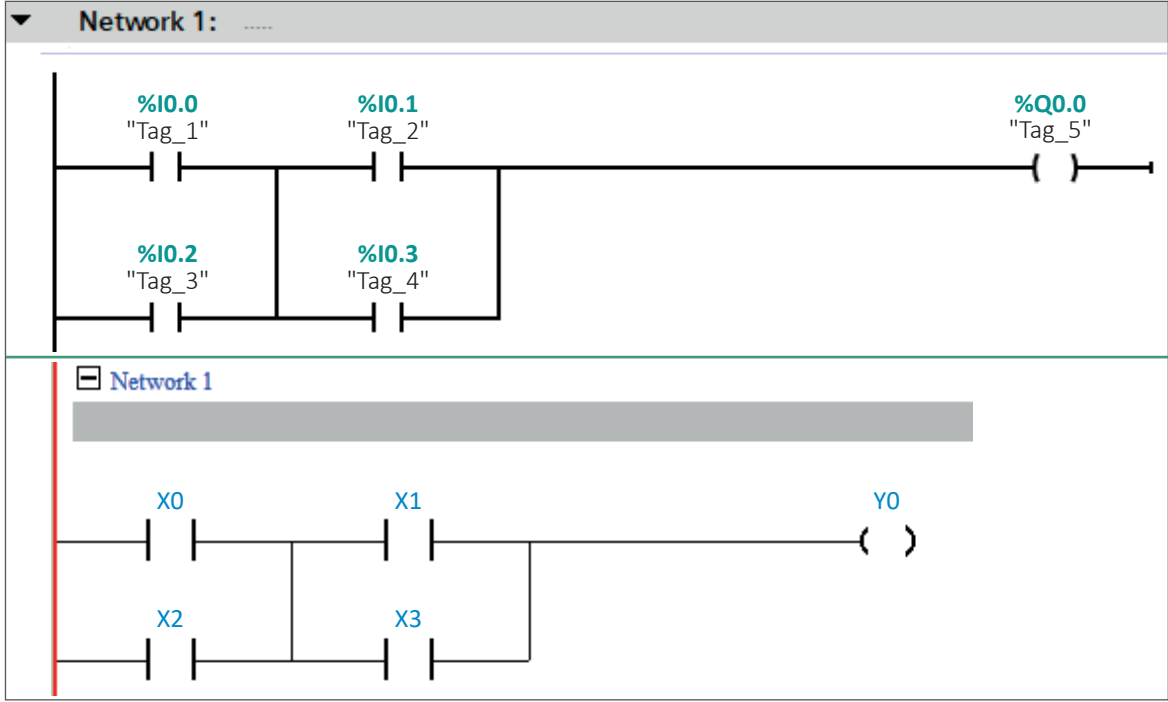 Network 1: .....
%I0.0 %I0.1 %Q0.0
"Tag_1" "Tag_2" "Tag_5"
%I0.2 %I0.3
"Tag_3" "Tag_4"
Network 1
X0 X1 Y0
X2 X3